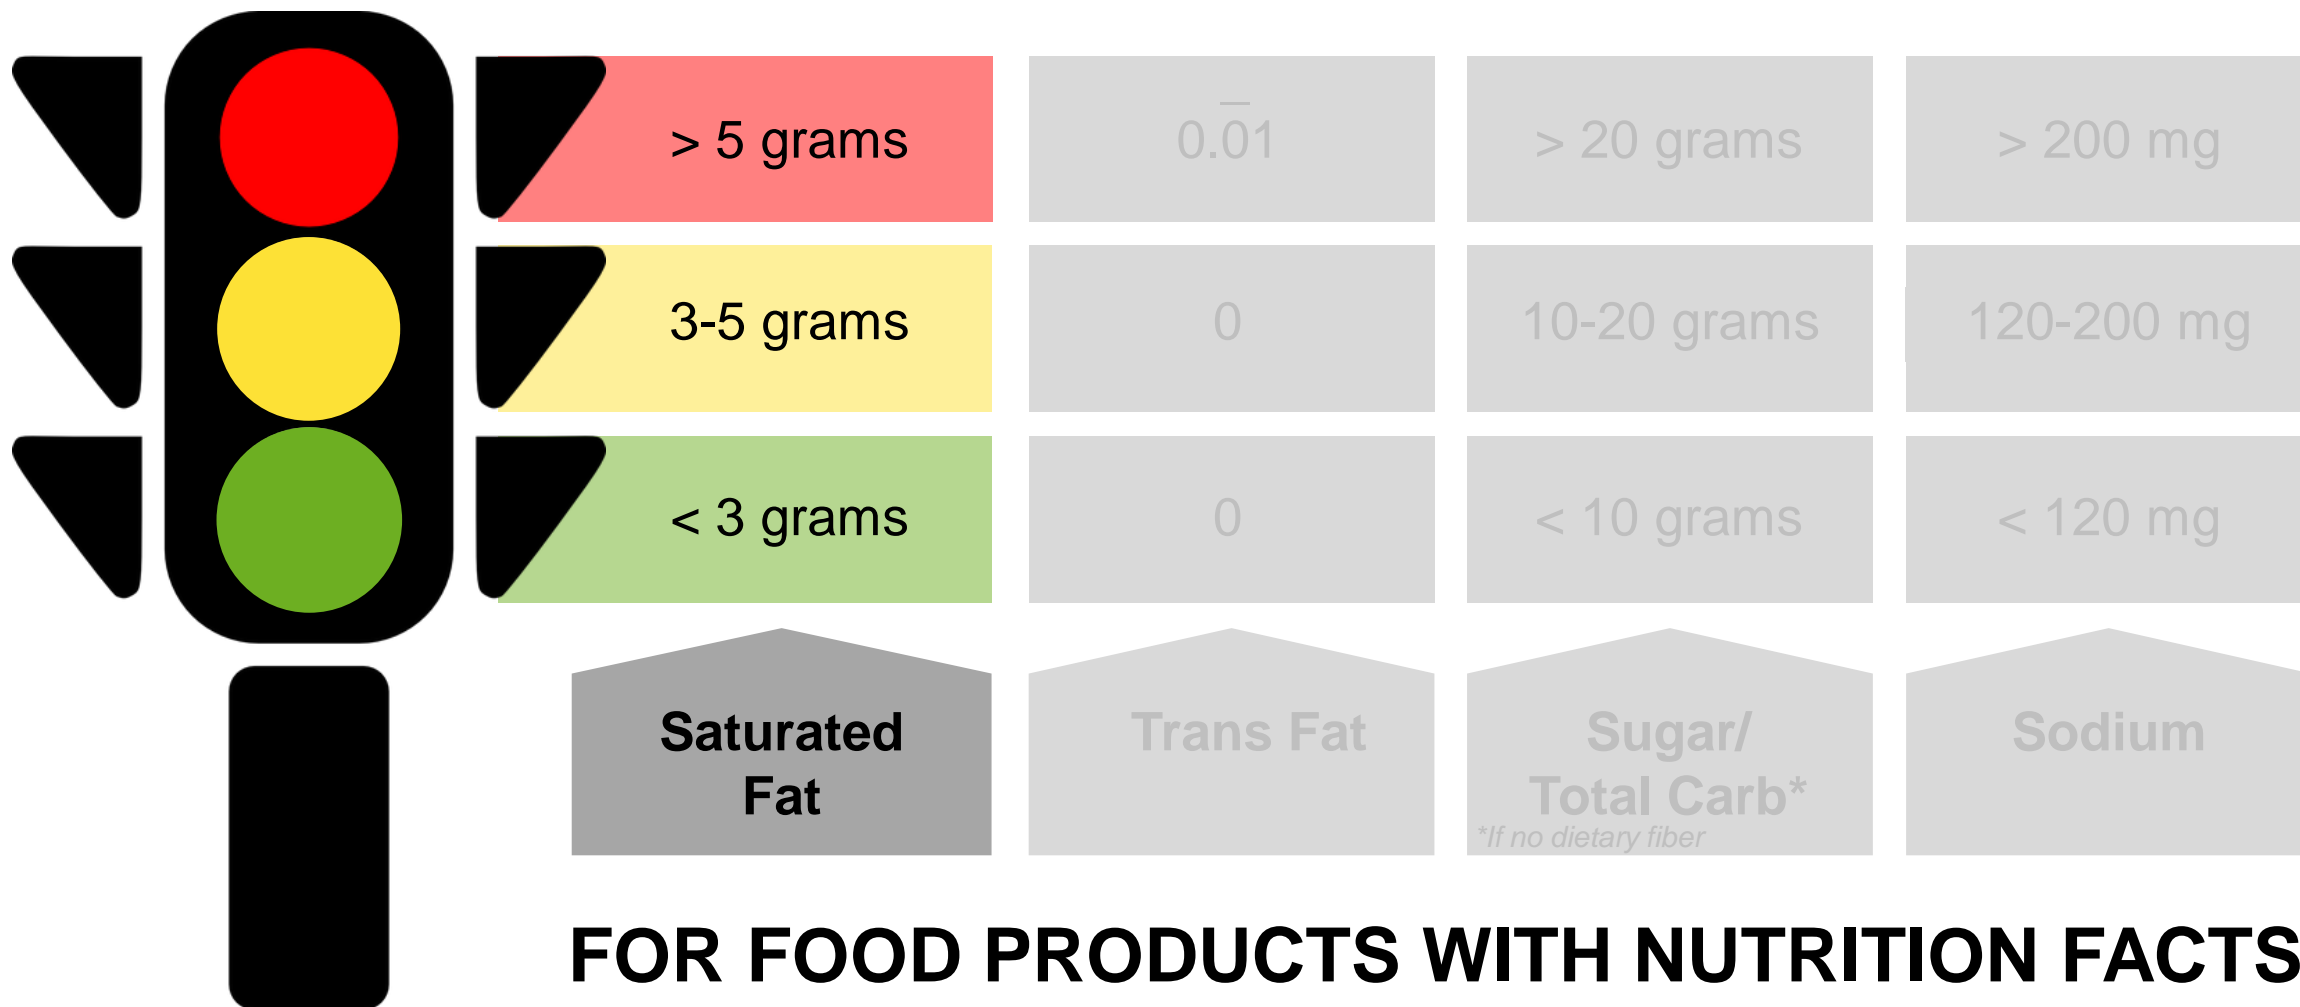 > 5 grams
0.01
> 20 grams
> 200 mg
3-5 grams
0
10-20 grams
120-200 mg
< 3 grams
0
< 10 grams
< 120 mg
Saturated
Fat
Trans Fat
Sugar/
Total Carb*
*If no dietary fiber
Sodium
FOR FOOD PRODUCTS WITH NUTRITION FACTS